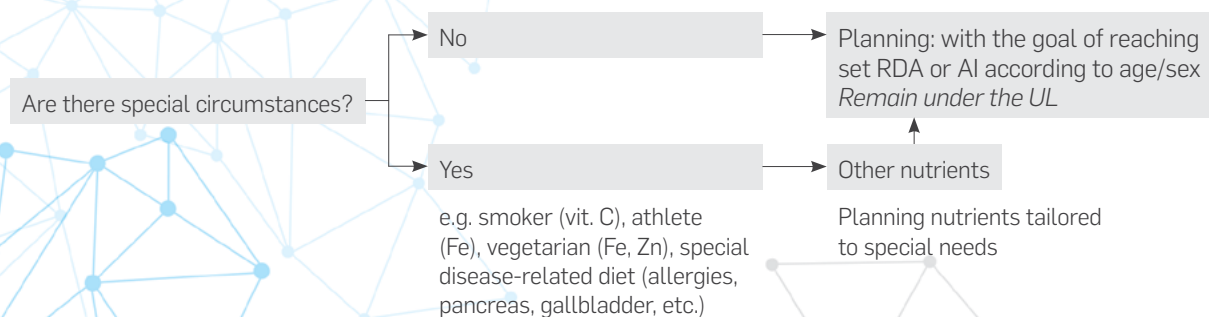 Are there special circumstances?
No
Planning: with the goal of reaching
set RDA or AI according to age/sex
Remain under the UL
Yes
e.g. smoker (vit. C), athlete
(Fe), vegetarian (Fe, Zn), special
disease-related diet (allergies,
pancreas, gallbladder, etc.)
Other nutrients
Planning nutrients tailored
to special needs